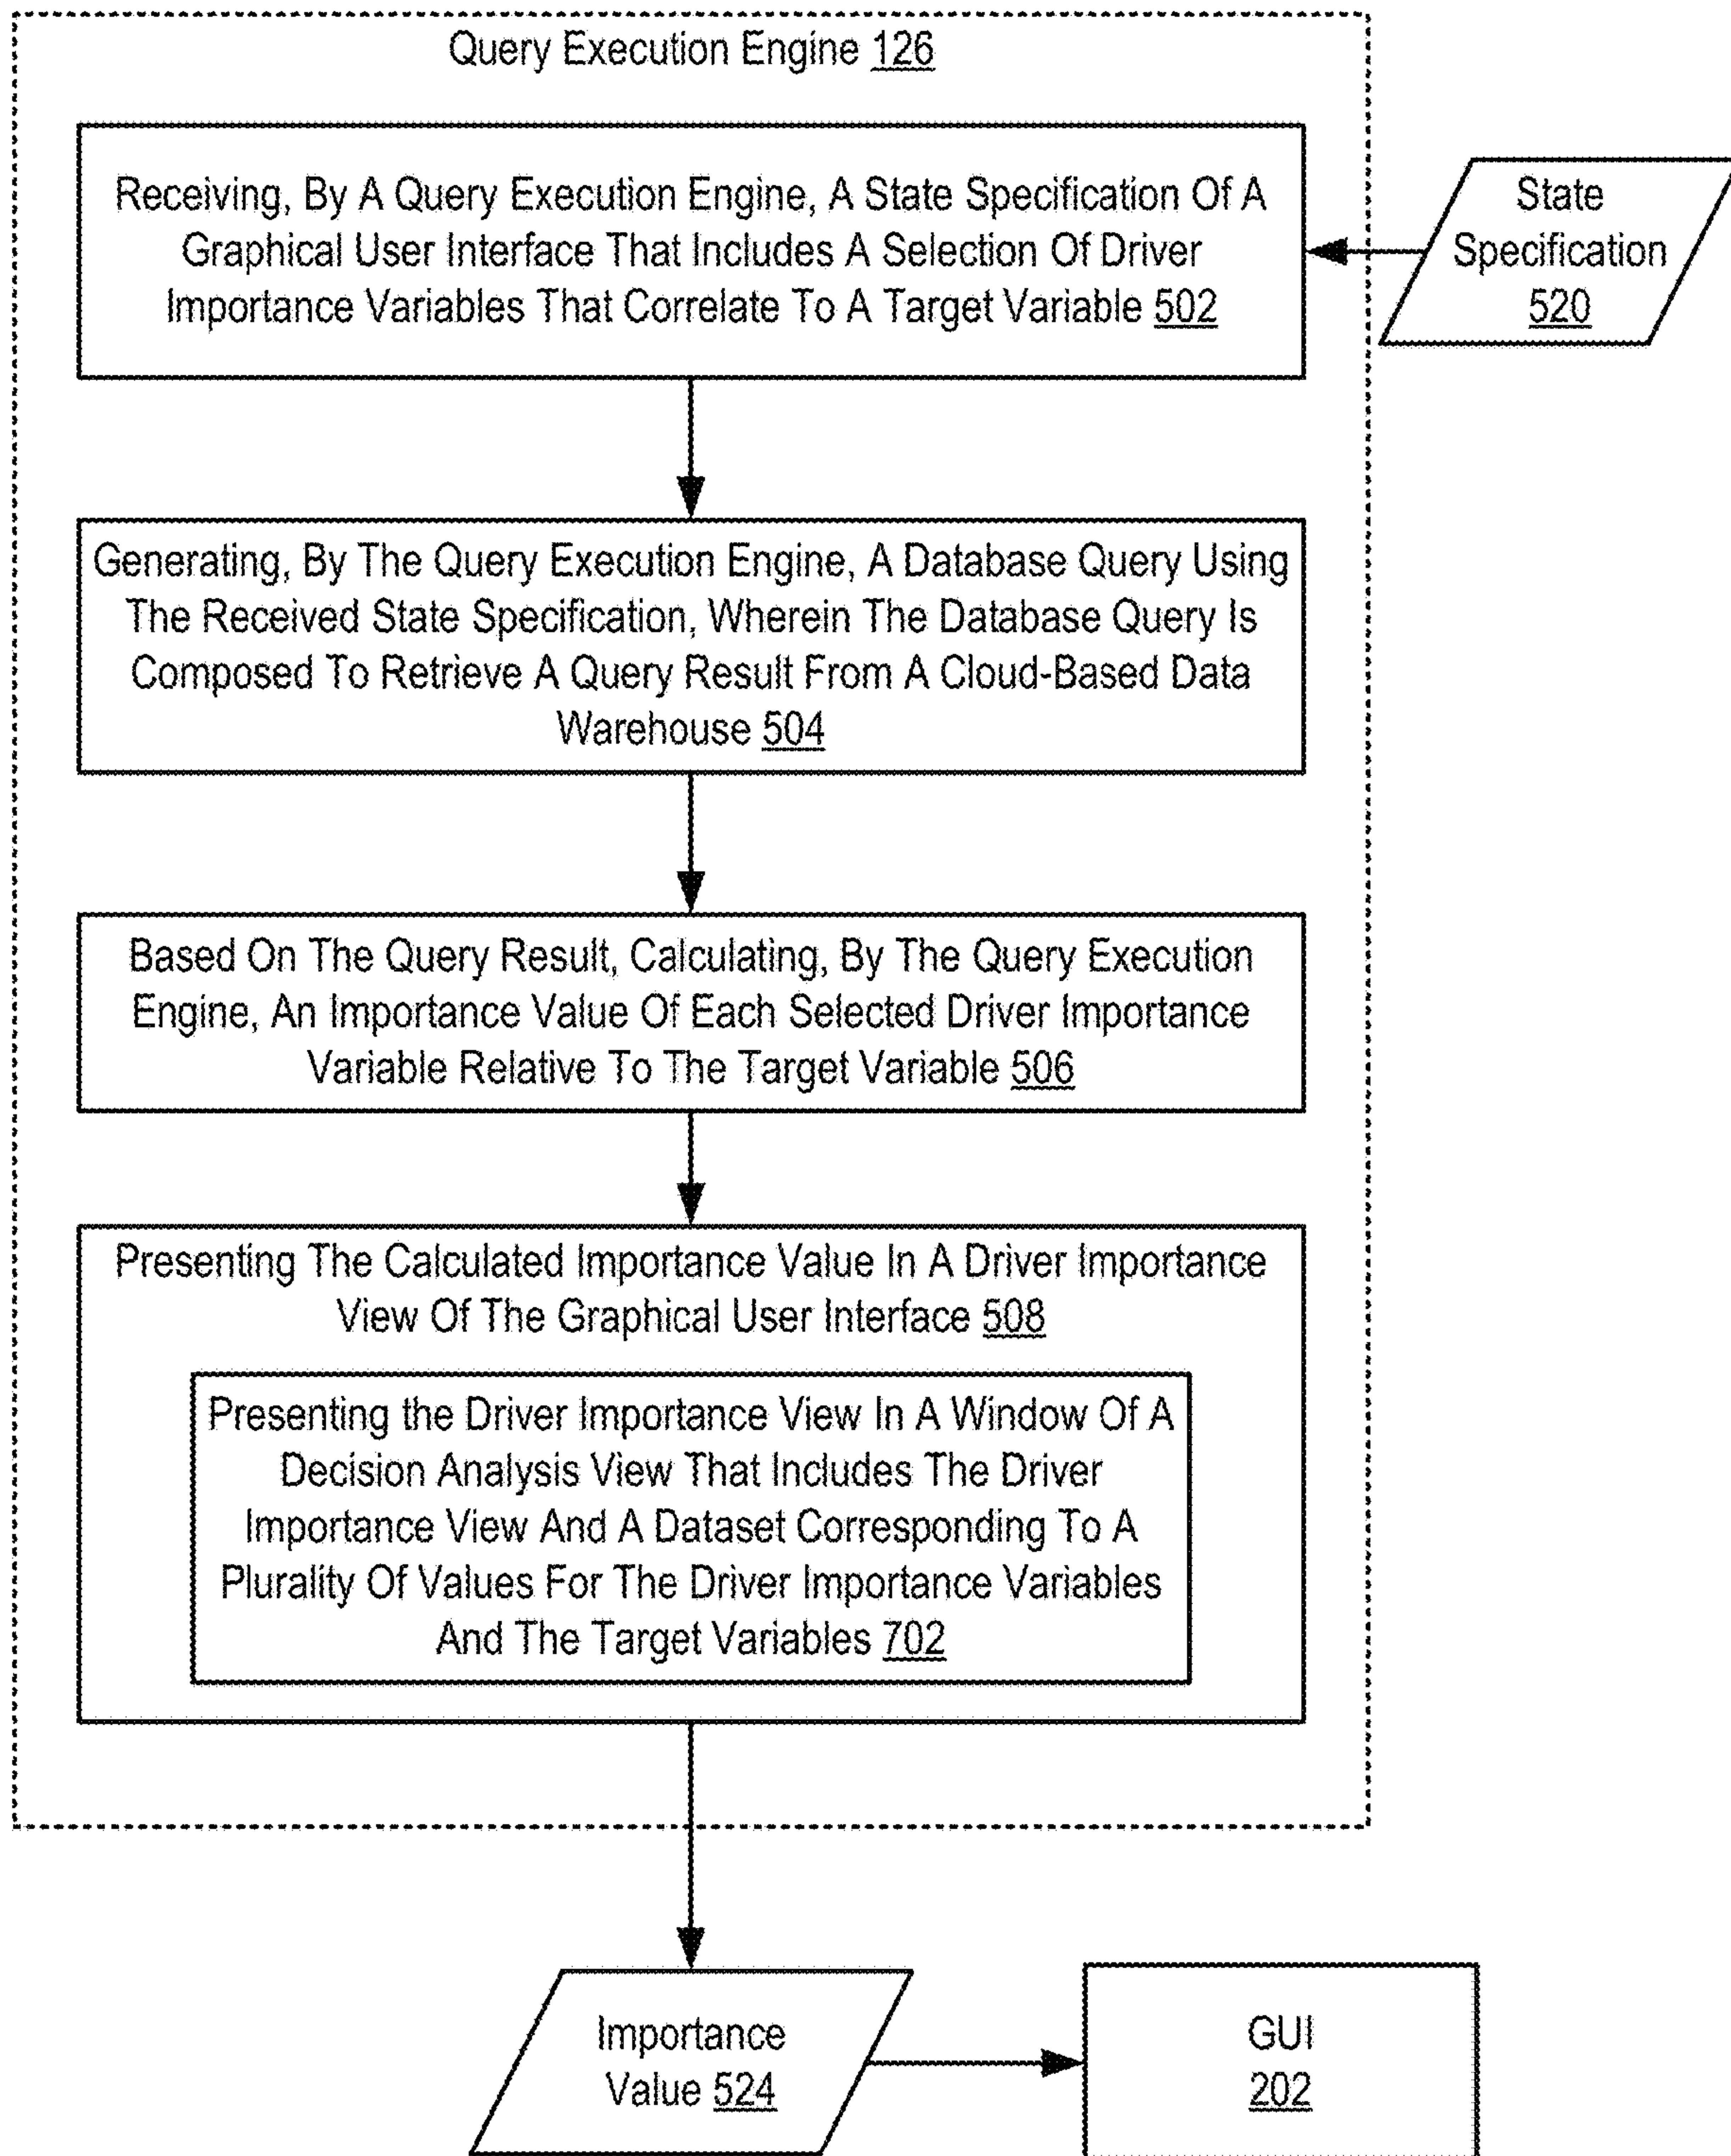 Query Execution Engine 126
Receiving, By A Query Execution Engine, A State Specification Of A
Graphical User Interface That Includes A Selection Of Driver
Importance Variables That Correlate To A Target Variable 502
State
Specification
520
Generating, By The Query Execution Engine, A Database Query Using
The Received State Specification, Wherein The Database Query Is
Composed To Retrieve A Query Result From A Cloud-Based Data
Warehouse 504
Based On The Query Result, Calculating, By The Query Execution
Engine, An Importance Value Of Each Selected Driver Importance
Variable Relative To The Target Variable 506
Presenting The Calculated Importance Value In A Driver Importance
View Of The Graphical User Interface 508
Presenting the Driver Importance View In A Window Of A
Decision Analysis View That Includes The Driver
Importance View And A Dataset Corresponding To A
Plurality Of Values For The Driver Importance Variables
And The Target Variables 702
Importance
Value 524
GUI
202